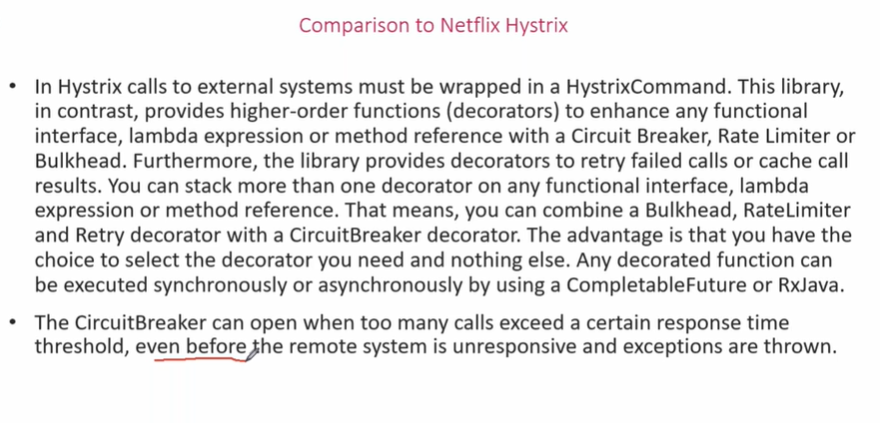 Comparison to Netflix Hystrix
• In Hystrix calls to external systems must be wrapped in a HystrixCommand. This library,
in contrast, provides higher-order functions (decorators) to enhance any functional
interface, lambda expression or method reference with a Circuit Breaker, Rate Limiter or
Bulkhead. Furthermore, the library provides decorators to retry failed calls or cache call
results. You can stack more than one decorator on any functional interface, lambda
expression or method reference. That means, you can combine a Bulkhead, RateLimiter
and Retry decorator with a CircuitBreaker decorator. The advantage is that you have the
choice to select the decorator you need and nothing else. Any decorated function can
be executed synchronously or asynchronously by using a CompletableFuture or RxJava.
• The CircuitBreaker can open when too many calls exceed a certain response time
threshold, even before the remote system is unresponsive and exceptions are thrown.